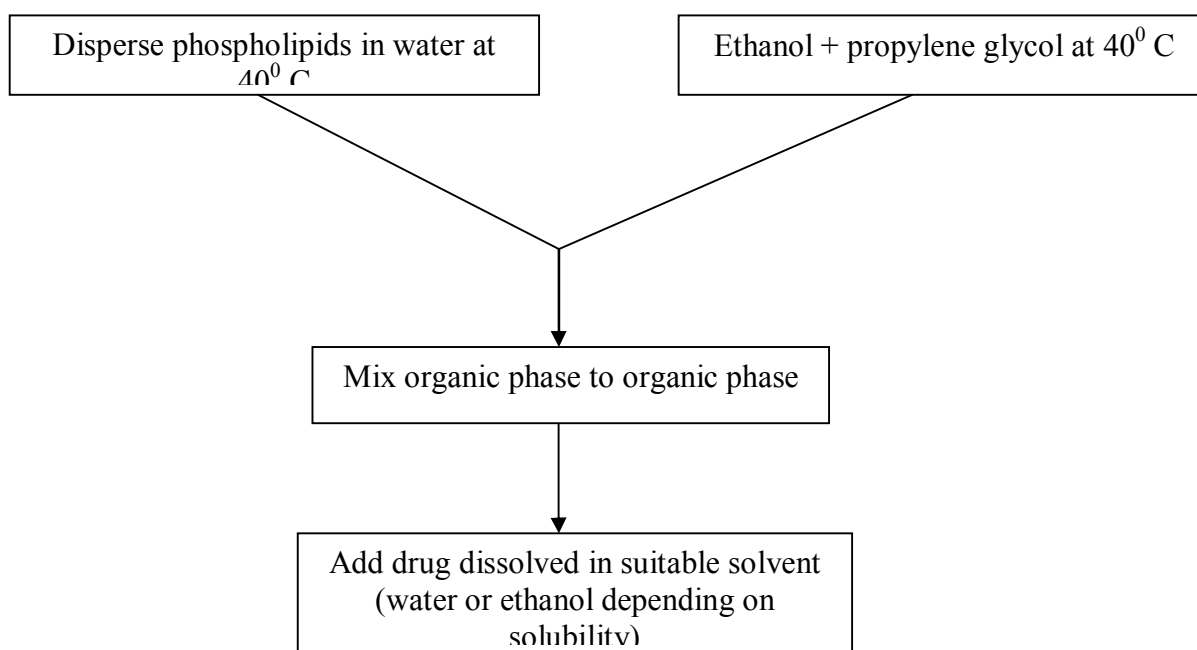 Disperse phospholipids in water at
40⁰ C
Ethanol + propylene glycol at 40⁰ C
Mix organic phase to organic phase
Add drug dissolved in suitable solvent
(water or ethanol depending on
solubility)